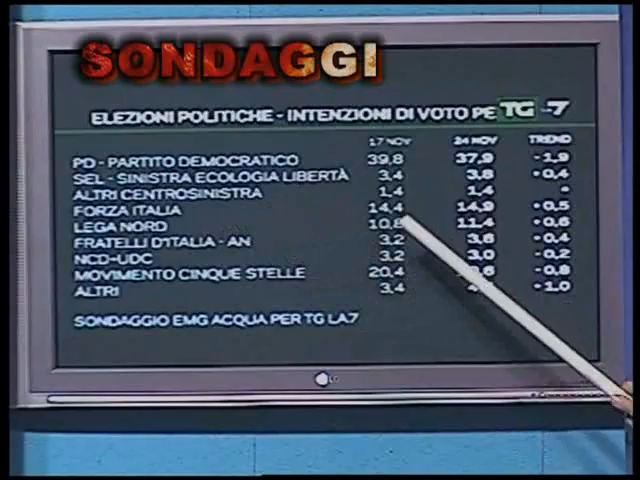 SONDAGGI
ELEZIONI POLITICHE - INTENZIONI DI VOTO PE TG -7
17 NOV 24 NOV TREND
PD - PARTITO DEMOCRATICO 39,8 37,9 - 1,9
SEL - SINISTRA ECOLOGIA LIBERTÀ 3,4 3,8 - 0,4
ALTRI CENTROSINISTRA 1,4 1,4
FORZA ITALIA 14,4 14,9 - 0,5
LEGA NORD 10,8 11,4 - 0,6
FRATELLI D'ITALIA - AN 3,2 3,6 - 0,4
NCD-UDC 3,2 3,0 - 0,2
MOVIMENTO CINQUE STELLE 20,4 - 0,8
ALTRI 3,4 - 1,0
SONDAGGIO EMG ACQUA PER TG LA7